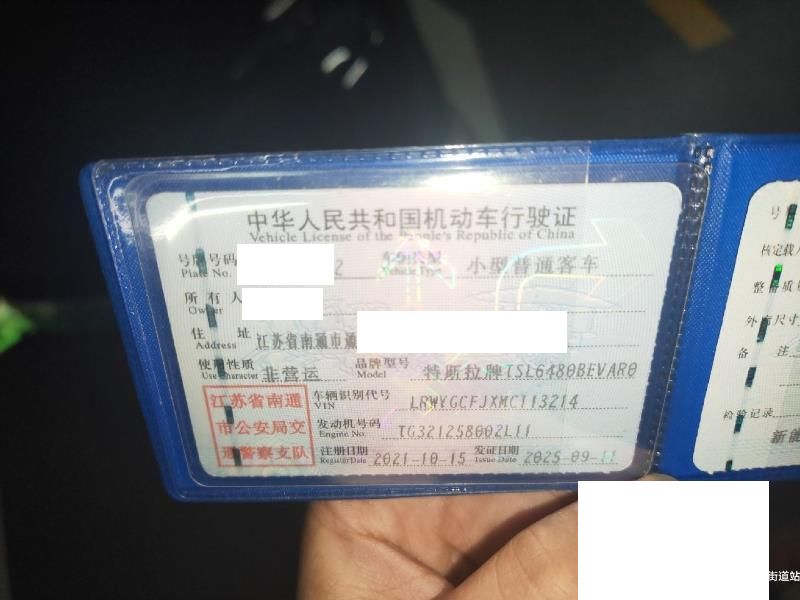 中华人民共和国机动车行驶证
Vehicle License of the People's Republic of China
号牌号码 2 车辆类型 小型普通客车
Plate No. Vehicle Type
所有人
Owner
住址 江苏省南通市通
Address
使用性质 非营运 品牌型号 特斯拉牌TSL6480BEVAR0
Use Character Model
江苏省南通
市公安局交
通警察支队
车辆识别代号 LRWYGCFJXMC113214
VIN
发动机号码 TG321258002L11
Engine No.
注册日期 2021-10-15 发证日期 2025-09-11
Register Date Issue Date
号
核定载人
整备质
外廓尺寸
备注
检验记录
新能
街道站